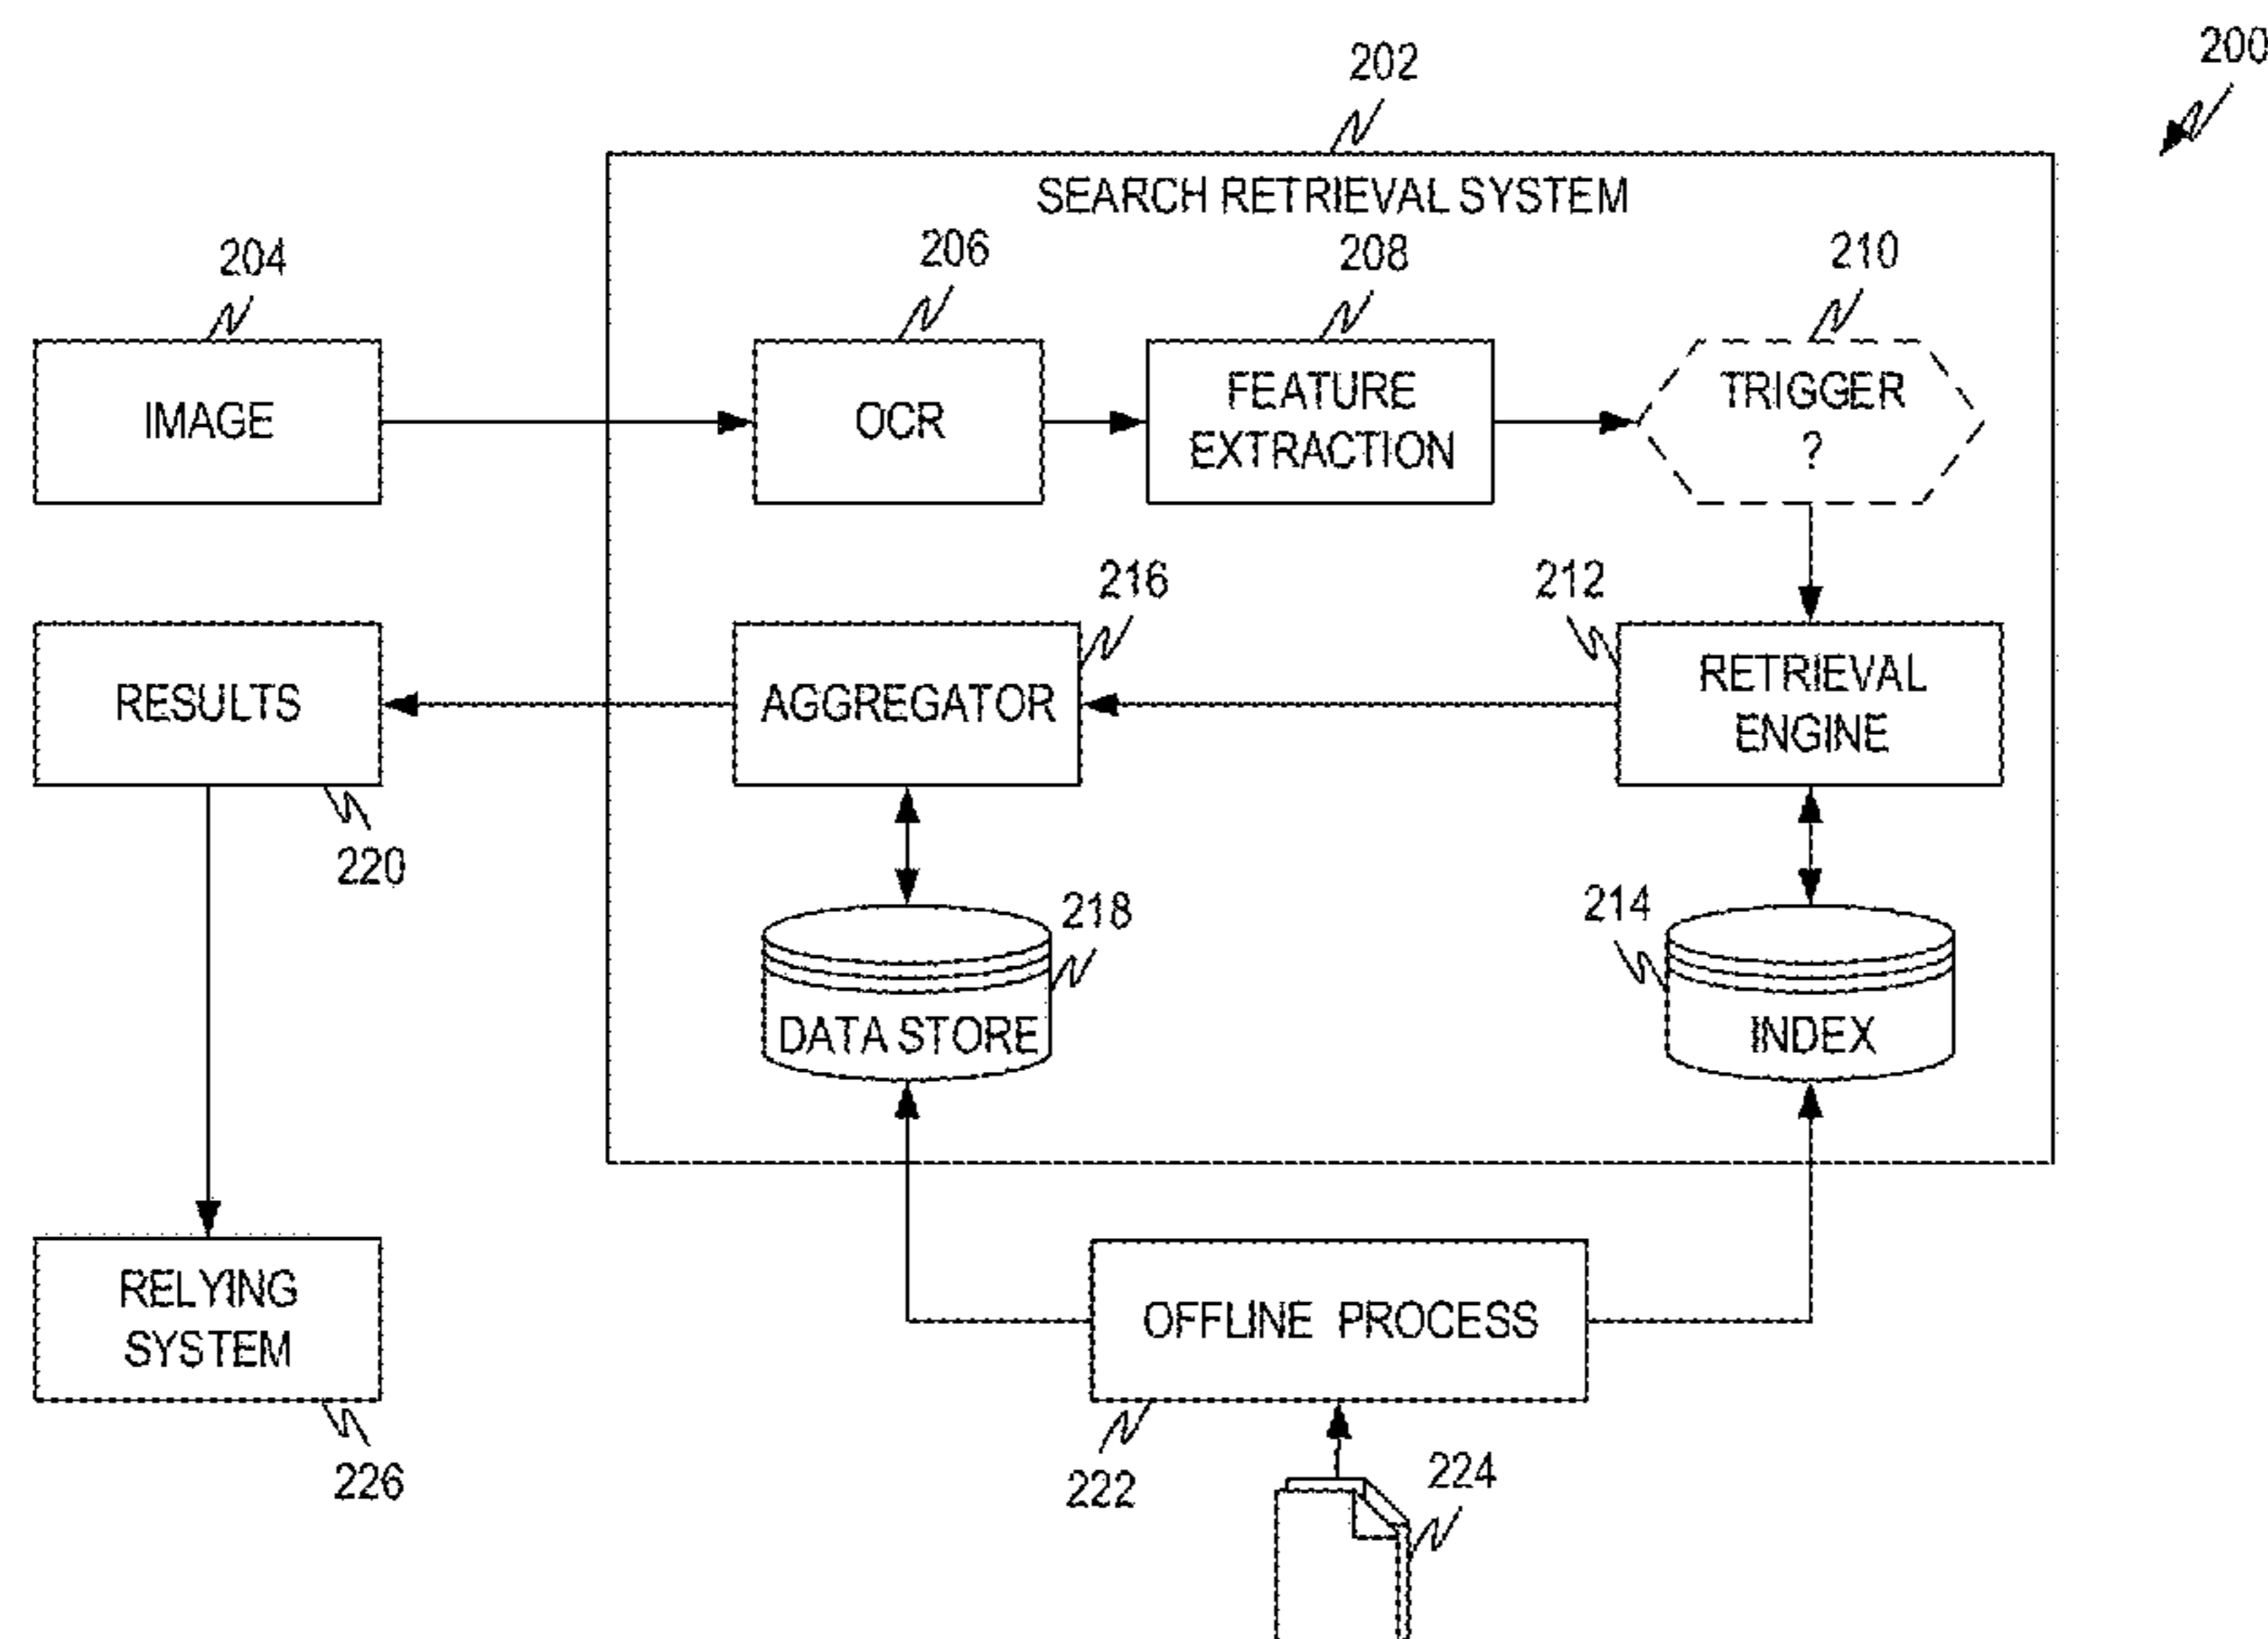 200
202
SEARCH RETRIEVAL SYSTEM
204
206
208
210
IMAGE
OCR
FEATURE
EXTRACTION
TRIGGER
?
216
212
RESULTS
AGGREGATOR
RETRIEVAL
ENGINE
220
218
214
DATA STORE
INDEX
RELYING
SYSTEM
OFFLINE PROCESS
226
222
224